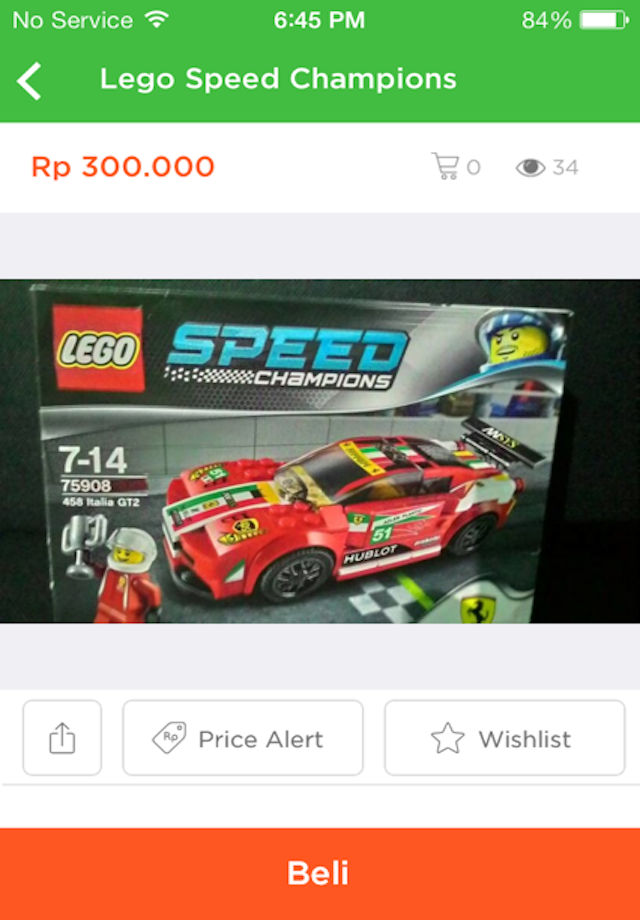 No Service 6:45 PM 84%
Lego Speed Champions
Rp 300.000 0 34
LEGO SPEED
CHAMPIONS
7-14
75908
458 Italia GT2
51
HUBLOT
Rp Price Alert Wishlist
Beli